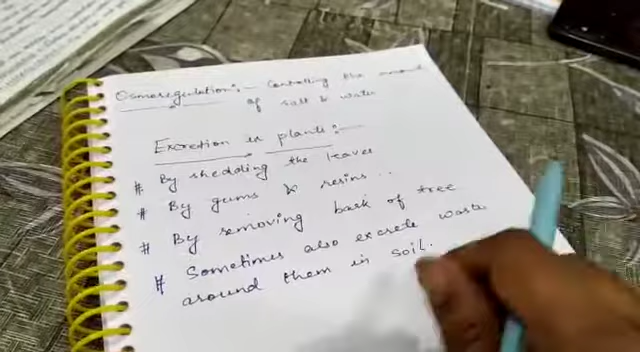 Osmoregulation:- Controlling the amount
of salt & water
Excretion in plants:-
# By shedding the leaves
# By gums & resins..
# By removing bark of tree
# Sometimes also excrete waste
around them in soil.